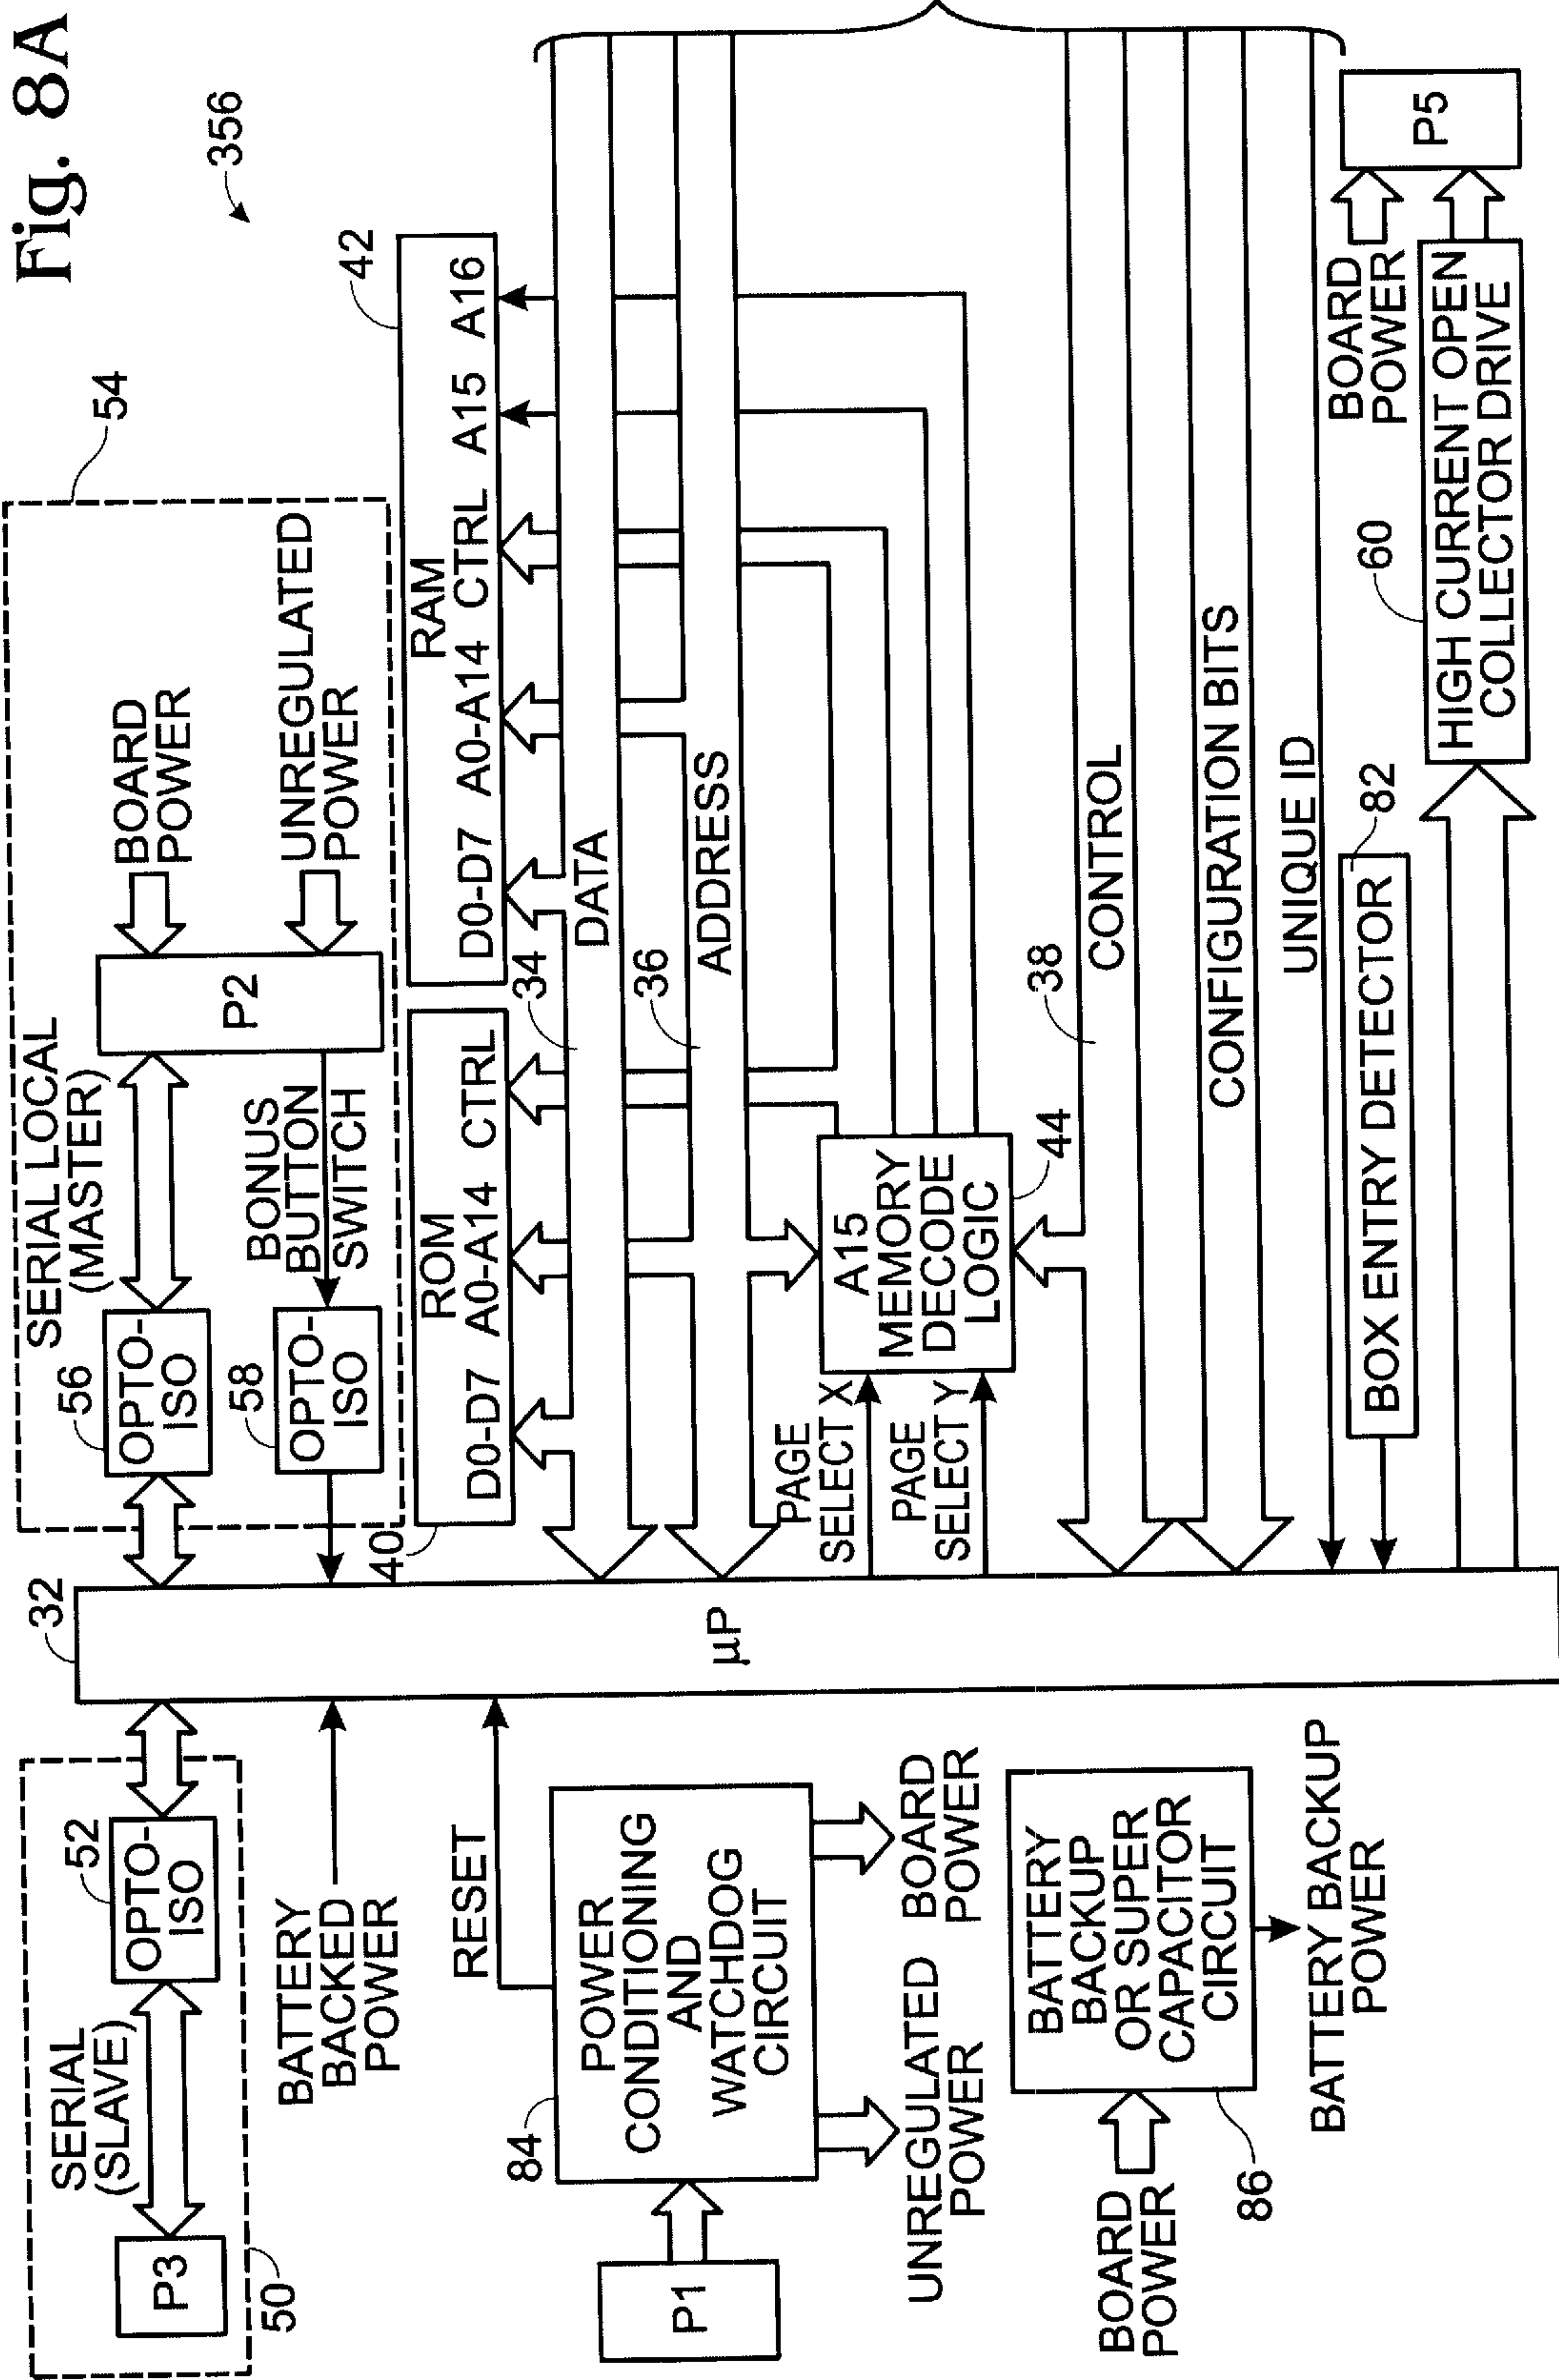 Fig. 8A
356
SERIAL
(SLAVE)
P3
52
OPTO-
ISO
50
BATTERY
BACKED
POWER
RESET
84
POWER
CONDITIONING
AND
WATCHDOG
CIRCUIT
P1
UNREGULATED
POWER
BOARD
POWER
BOARD
POWER
BATTERY
BACKUP
OR SUPER
CAPACITOR
CIRCUIT
86
BATTERY BACKUP
POWER
32
µP
54
SERIAL LOCAL
(MASTER)
56
OPTO-
ISO
58
OPTO-
ISO
BONUS
BUTTON
SWITCH
P2
BOARD
POWER
UNREGULATED
POWER
40
ROM
D0-D7 A0-A14 CTRL
42
RAM
D0-D7 A0-A14 CTRL A15 A16
34
DATA
36
ADDRESS
PAGE
SELECT X
PAGE
SELECT Y
A15
MEMORY
DECODE
LOGIC
44
38
CONTROL
CONFIGURATION BITS
UNIQUE ID
BOX ENTRY DETECTOR
82
60
HIGH CURRENT OPEN
COLLECTOR DRIVE
BOARD
POWER
P5